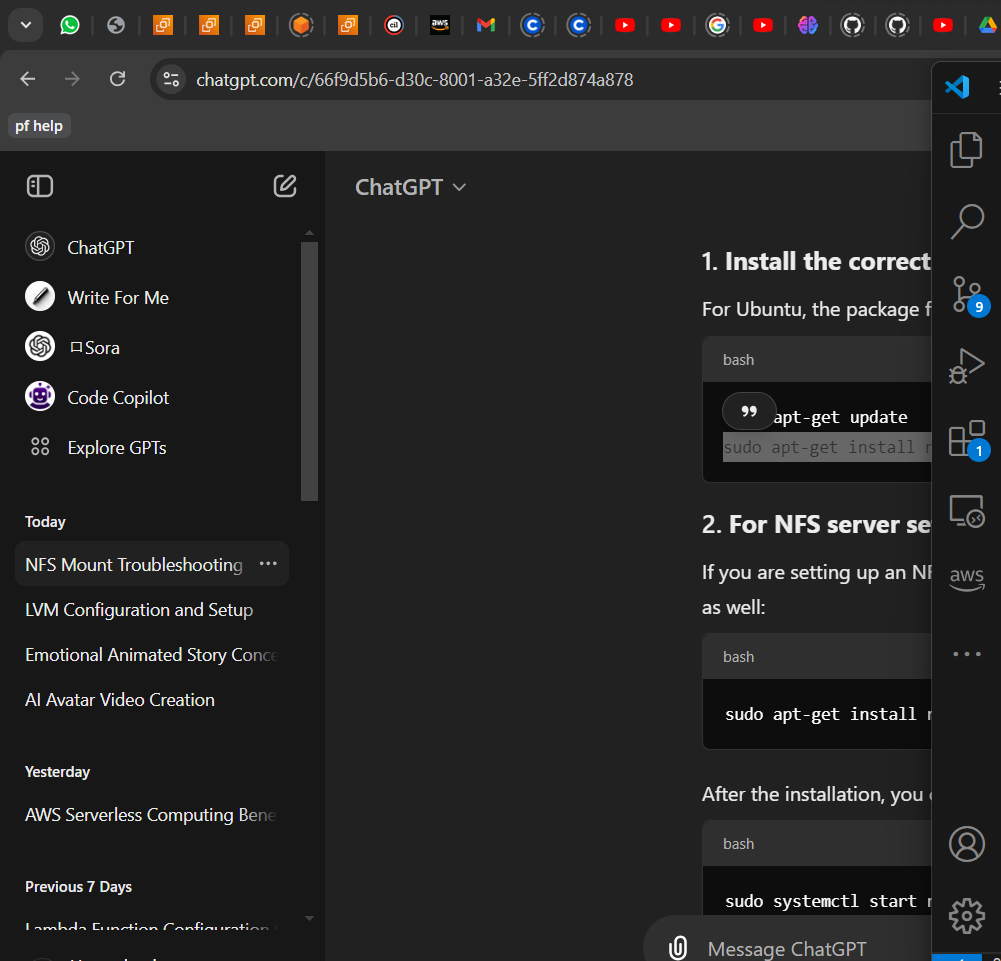 cil
aws
chatgpt.com/c/66f9d5b6-d30c-8001-a32e-5ff2d874a878
pf help
ChatGPT
Write For Me
Sora
Code Copilot
Explore GPTs
Today
NFS Mount Troubleshooting
LVM Configuration and Setup
Emotional Animated Story Conce
AI Avatar Video Creation
Yesterday
AWS Serverless Computing Bene
Previous 7 Days
Lambda Function Configuration
ChatGPT
1. Install the correct
For Ubuntu, the package f
bash
apt-get update
sudo apt-get install
2. For NFS server se
If you are setting up an NF
as well:
bash
sudo apt-get install
After the installation, you
bash
sudo systemctl start
Message ChatGPT
9
1
aws